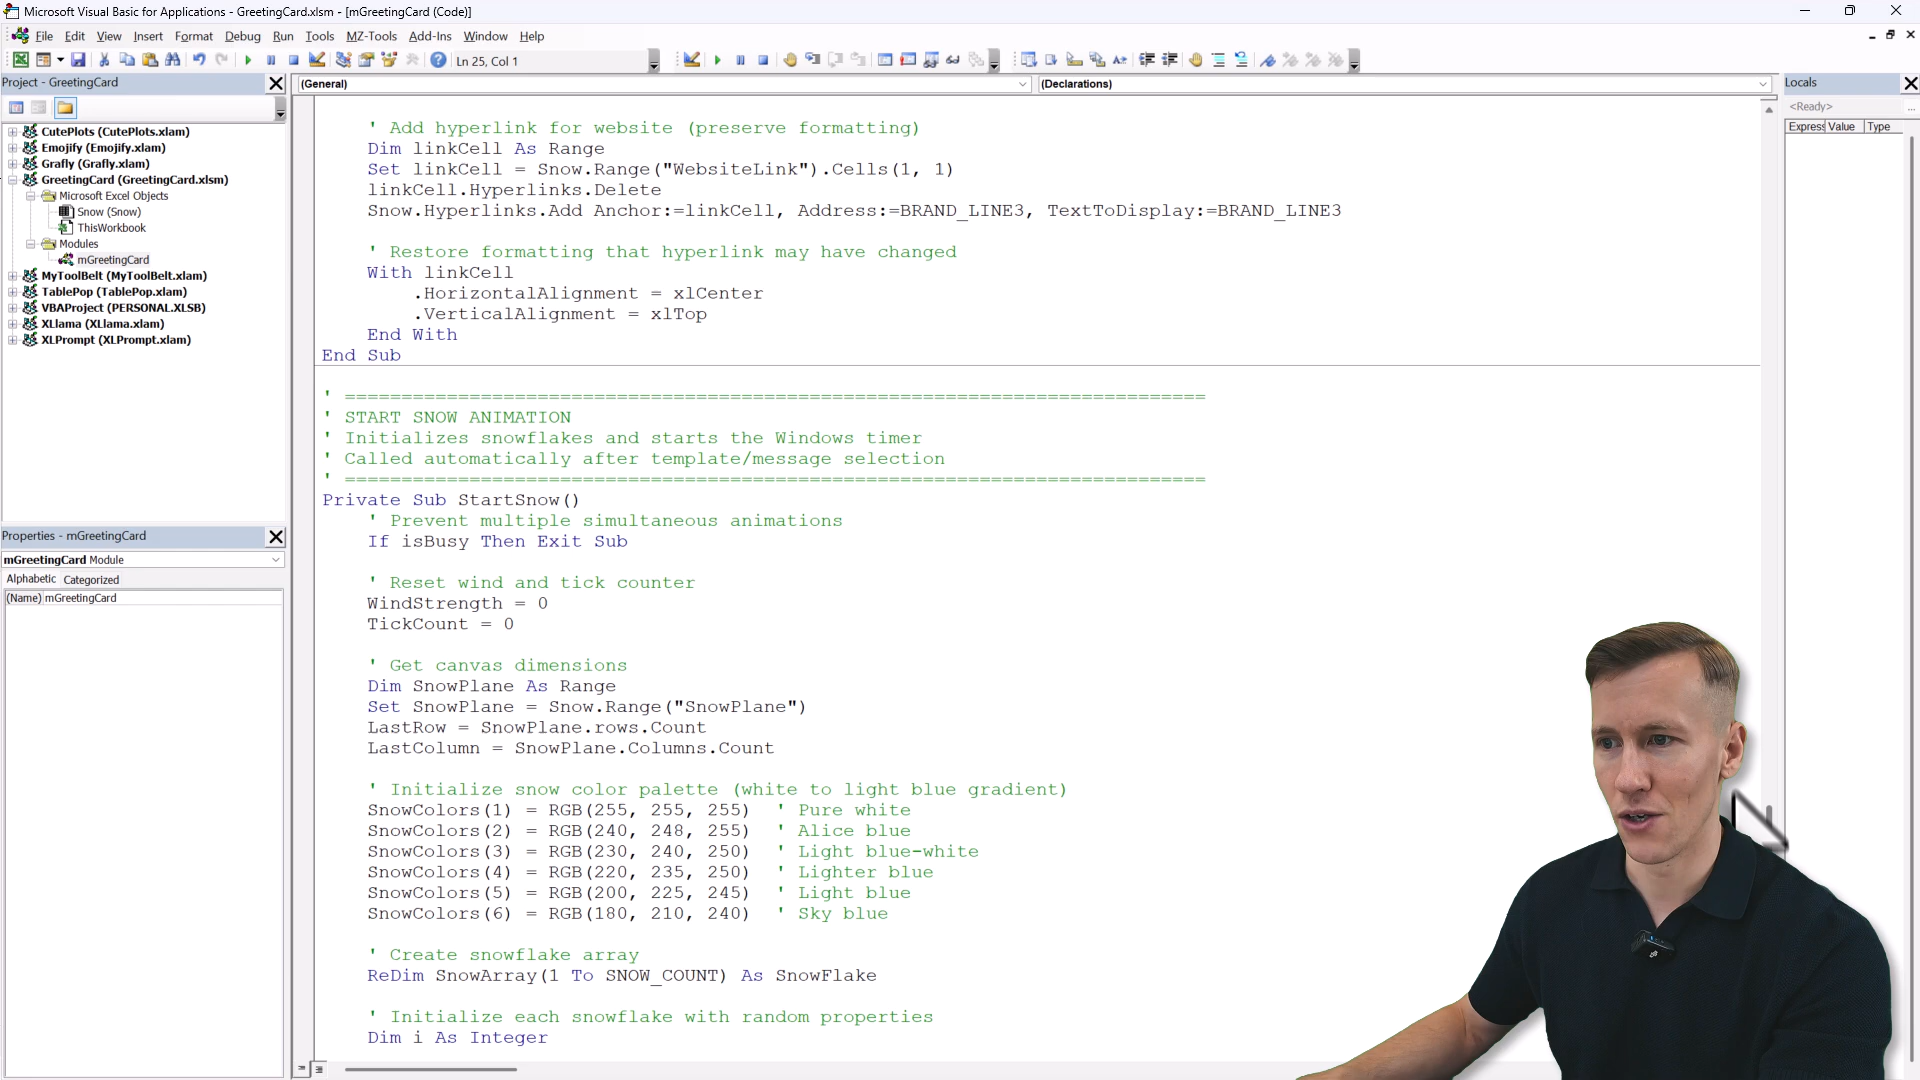 Microsoft Visual Basic for Applications - GreetingCard.xlsm - [mGreetingCard (Code)]
File Edit View Insert Format Debug Run Tools MZ-Tools Add-Ins Window Help
Ln 25, Col 1
Project - GreetingCard
CutePlots (CutePlots.xlam)
Emojify (Emojify.xlam)
Grafly (Grafly.xlam)
GreetingCard (GreetingCard.xlsm)
Microsoft Excel Objects
Snow (Snow)
ThisWorkbook
Modules
mGreetingCard
MyToolBelt (MyToolBelt.xlam)
TablePop (TablePop.xlam)
VBAProject (PERSONAL.XLSB)
XLlama (XLlama.xlam)
XLPrompt (XLPrompt.xlam)
Properties - mGreetingCard
mGreetingCard Module
Alphabetic Categorized
(Name) mGreetingCard
(General) (Declarations)
' Add hyperlink for website (preserve formatting)
Dim linkCell As Range
Set linkCell = Snow.Range("WebsiteLink").Cells(1, 1)
linkCell.Hyperlinks.Delete
Snow.Hyperlinks.Add Anchor:=linkCell, Address:=BRAND_LINE3, TextToDisplay:=BRAND_LINE3
' Restore formatting that hyperlink may have changed
With linkCell
.HorizontalAlignment = xlCenter
.VerticalAlignment = xlTop
End With
End Sub
' ============================================================================
' START SNOW ANIMATION
' Initializes snowflakes and starts the Windows timer
' Called automatically after template/message selection
' ============================================================================
Private Sub StartSnow()
' Prevent multiple simultaneous animations
If isBusy Then Exit Sub
' Reset wind and tick counter
WindStrength = 0
TickCount = 0
' Get canvas dimensions
Dim SnowPlane As Range
Set SnowPlane = Snow.Range("SnowPlane")
LastRow = SnowPlane.rows.Count
LastColumn = SnowPlane.Columns.Count
' Initialize snow color palette (white to light blue gradient)
SnowColors(1) = RGB(255, 255, 255) ' Pure white
SnowColors(2) = RGB(240, 248, 255) ' Alice blue
SnowColors(3) = RGB(230, 240, 250) ' Light blue-white
SnowColors(4) = RGB(220, 235, 250) ' Lighter blue
SnowColors(5) = RGB(200, 225, 245) ' Light blue
SnowColors(6) = RGB(180, 210, 240) ' Sky blue
' Create snowflake array
ReDim SnowArray(1 To SNOW_COUNT) As SnowFlake
' Initialize each snowflake with random properties
Dim i As Integer
Locals
<Ready>
...
Express Value Type